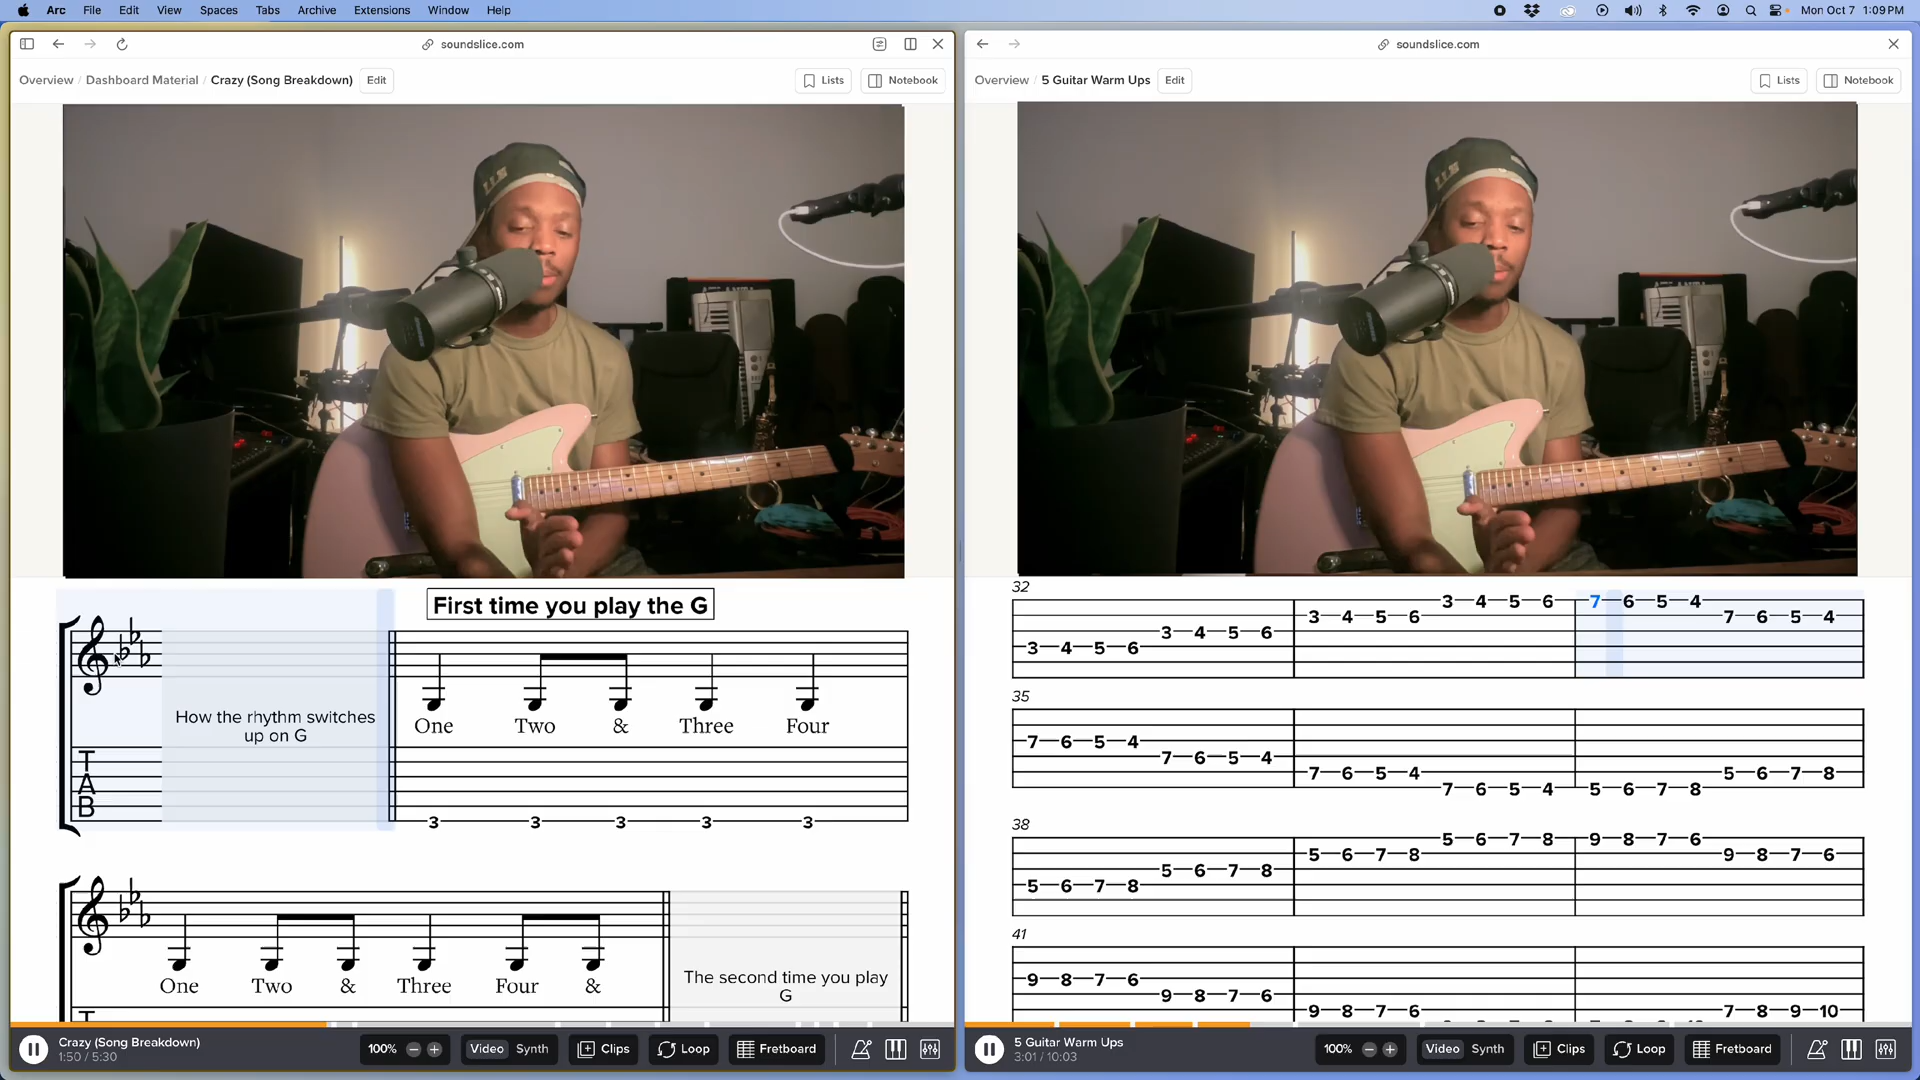 Arc File Edit View Spaces Tabs Archive Extensions Window Help Mon Oct 7 1:09 PM
soundslice.com
Overview / Dashboard Material / Crazy (Song Breakdown) Edit Lists Notebook
First time you play the G
How the rhythm switches
up on G
One Two & Three Four
T
A
B
3 3 3 3 3
One Two & Three Four &
The second time you play
G
T
Crazy (Song Breakdown)
1:50 / 5:30
100% − + Video Synth Clips Loop Fretboard
soundslice.com
Overview / 5 Guitar Warm Ups Edit Lists Notebook
32
3 4 5 6 7 6 5 4
3 4 5 6 7 6 5 4
3 4 5 6
3 4 5 6
35
7 6 5 4
7 6 5 4
7 6 5 4 5 6 7 8
7 6 5 4 5 6 7 8
38
5 6 7 8 9 8 7 6
5 6 7 8 9 8 7 6
5 6 7 8
5 6 7 8
41
9 8 7 6
9 8 7 6
9 8 7 6 7 8 9 10
5 Guitar Warm Ups
3:01 / 10:03
100% − + Video Synth Clips Loop Fretboard